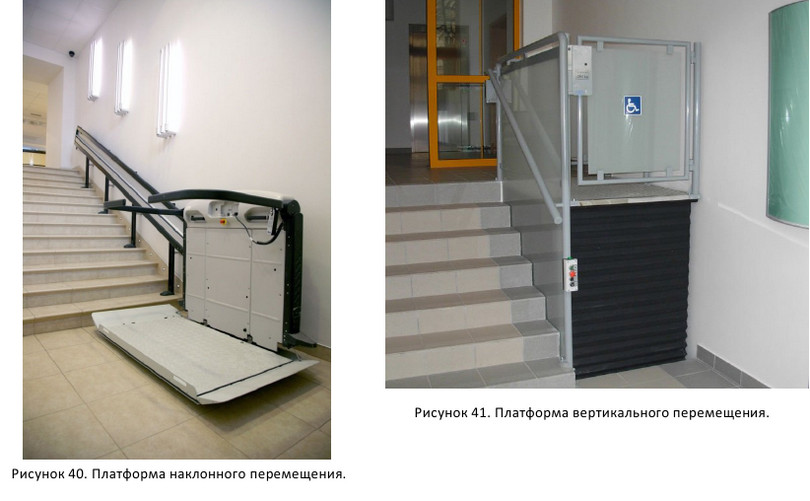 Рисунок 40. Платформа наклонного перемещения.
Рисунок 41. Платформа вертикального перемещения.